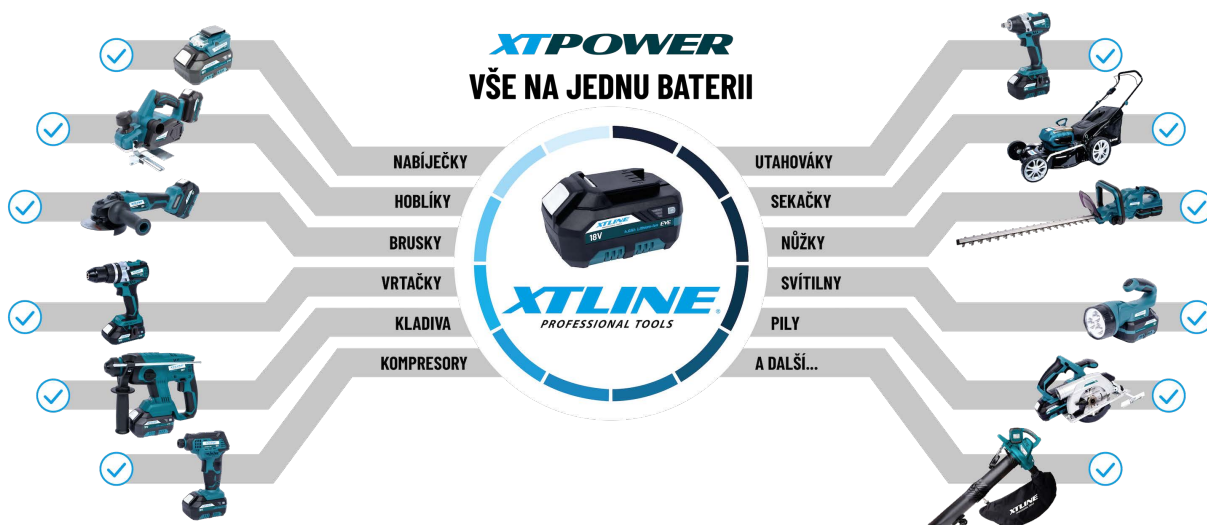 XTPOWER
VŠE NA JEDNU BATERII
NABÍJEČKY
HOBLÍKY
BRUSKY
VRTAČKY
KLADIVA
KOMPRESORY
UTAHOVÁKY
SEKAČKY
NŮŽKY
SVÍTILNY
PILY
A DALŠÍ...
XTLINE
18V
EYE
XTLINE®
PROFESSIONAL TOOLS
XTLINE